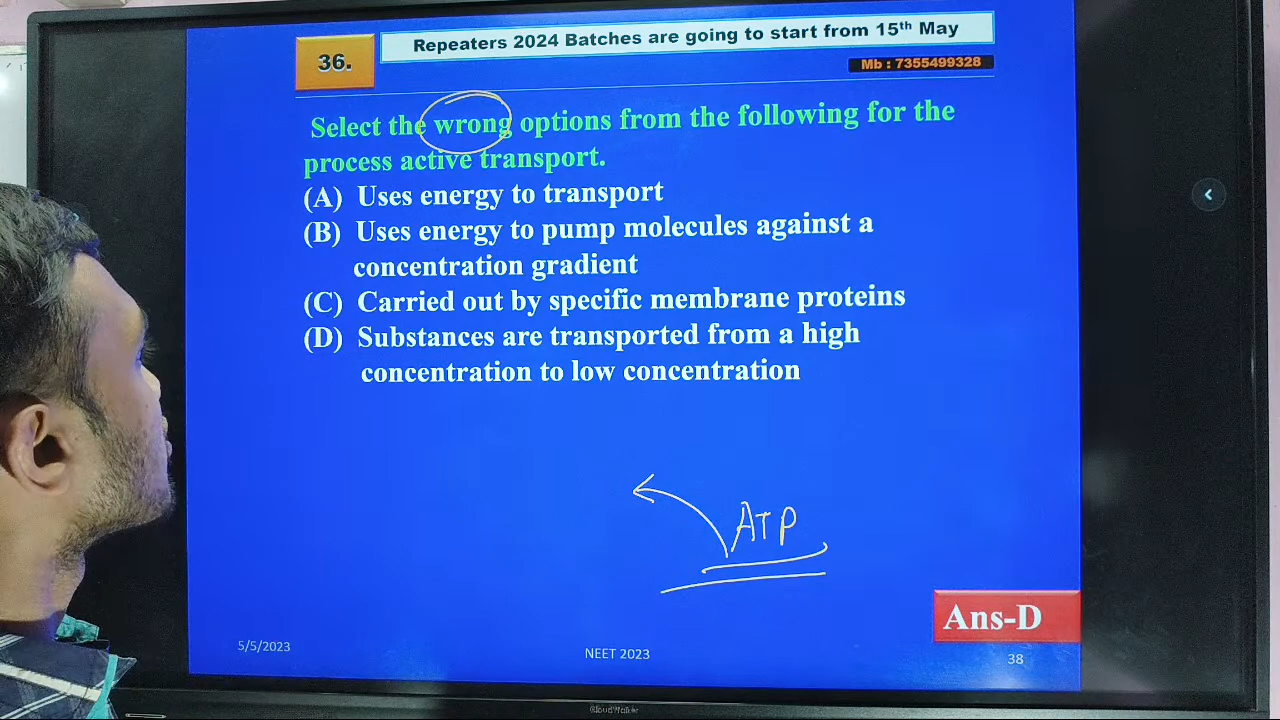 36.
Repeaters 2024 Batches are going to start from 15th May
Mb : 7355499328
Select the wrong options from the following for the
process active transport.
(A) Uses energy to transport
(B) Uses energy to pump molecules against a
concentration gradient
(C) Carried out by specific membrane proteins
(D) Substances are transported from a high
concentration to low concentration
ATP
Ans-D
5/5/2023
NEET 2023
38
CloudWalker